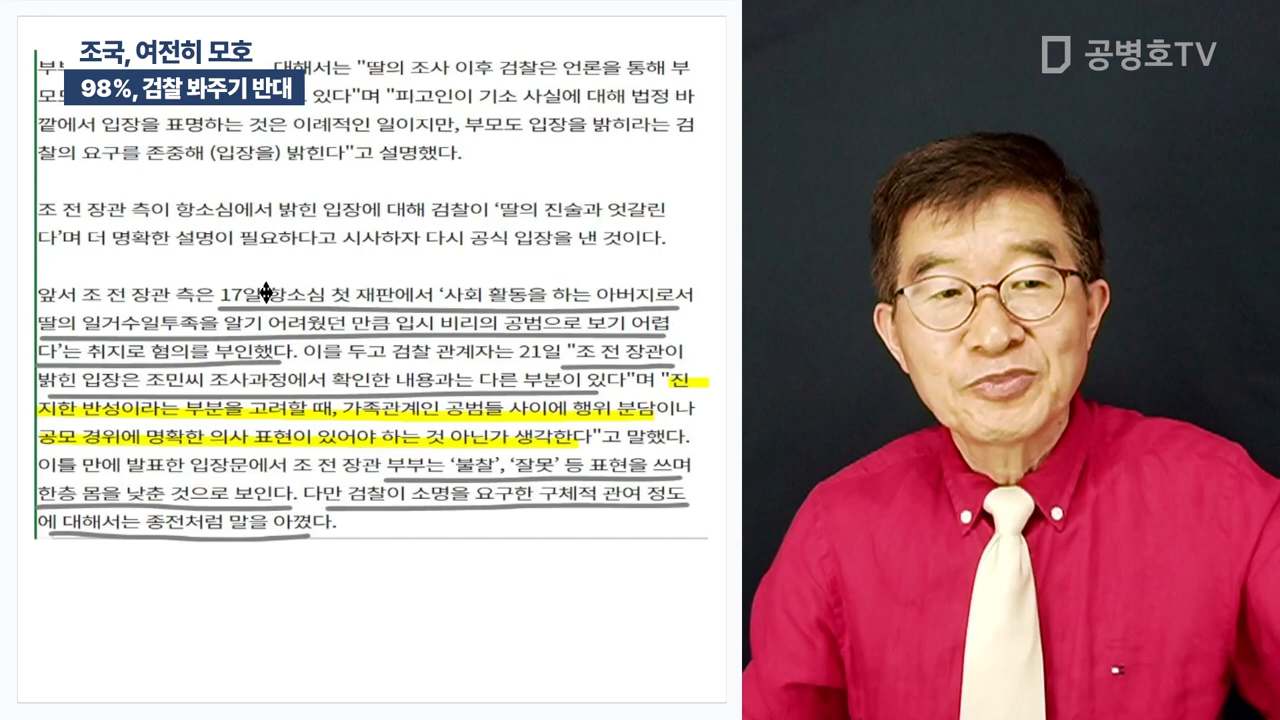 조국, 여전히 모호
98%, 검찰 봐주기 반대
공병호TV
대해서는 "딸의 조사 이후 검찰은 언론을 통해 부
있다"며 "피고인이 기소 사실에 대해 법정 바
깥에서 입장을 표명하는 것은 이례적인 일이지만, 부모도 입장을 밝히라는 검
찰의 요구를 존중해 (입장을) 밝힌다"고 설명했다.
조 전 장관 측이 항소심에서 밝힌 입장에 대해 검찰이 ‘딸의 진술과 엇갈린
다’며 더 명확한 설명이 필요하다고 시사하자 다시 공식 입장을 낸 것이다.
앞서 조 전 장관 측은 17일 항소심 첫 재판에서 ‘사회 활동을 하는 아버지로서
딸의 일거수일투족을 알기 어려웠던 만큼 입시 비리의 공범으로 보기 어렵
다’는 취지로 혐의를 부인했다. 이를 두고 검찰 관계자는 21일 "조 전 장관이
밝힌 입장은 조민씨 조사과정에서 확인한 내용과는 다른 부분이 있다"며 "진
지한 반성이라는 부분을 고려할 때, 가족관계인 공범들 사이에 행위 분담이나
공모 경위에 명확한 의사 표현이 있어야 하는 것 아닌가 생각한다"고 말했다.
이틀 만에 발표한 입장문에서 조 전 장관 부부는 ‘불찰’, ‘잘못’ 등 표현을 쓰며
한층 몸을 낮춘 것으로 보인다. 다만 검찰이 소명을 요구한 구체적 관여 정도
에 대해서는 종전처럼 말을 아꼈다.